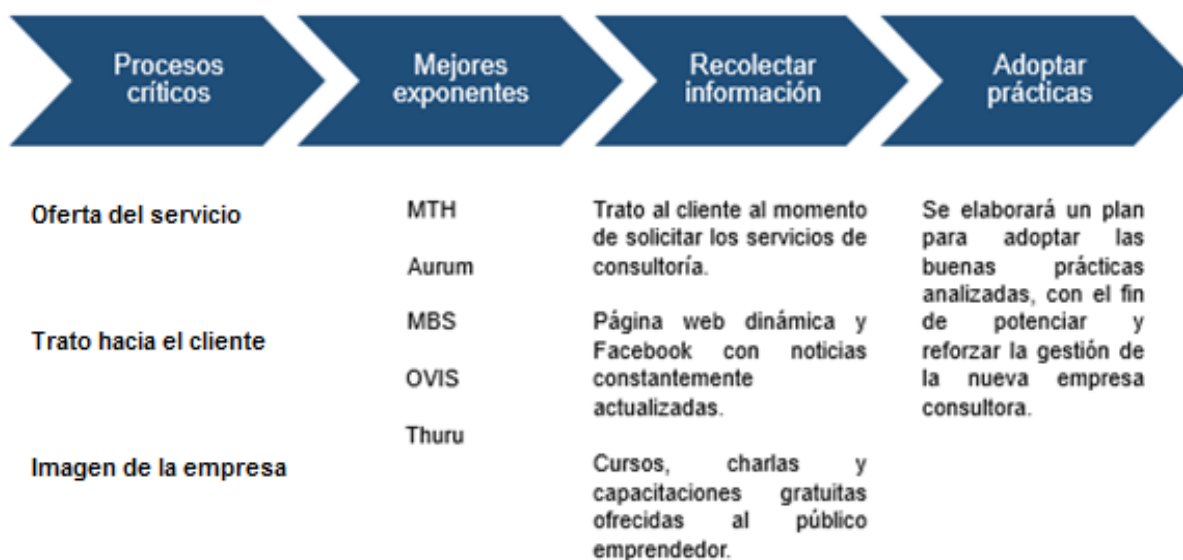 Procesos
críticos
Mejores
exponentes
Recolectar
información
Adoptar
prácticas
Oferta del servicio
Trato hacia el cliente
Imagen de la empresa
MTH
Aurum
MBS
OVIS
Thuru
Trato al cliente al momento
de solicitar los servicios de
consultoría.
Página web dinámica y
Facebook con noticias
constantemente
actualizadas.
Cursos, charlas y
capacitaciones gratuitas
ofrecidas al público
emprendedor.
Se elaborará un plan
para adoptar las
buenas prácticas
analizadas, con el fin
de potenciar y
reforzar la gestión de
la nueva empresa
consultora.